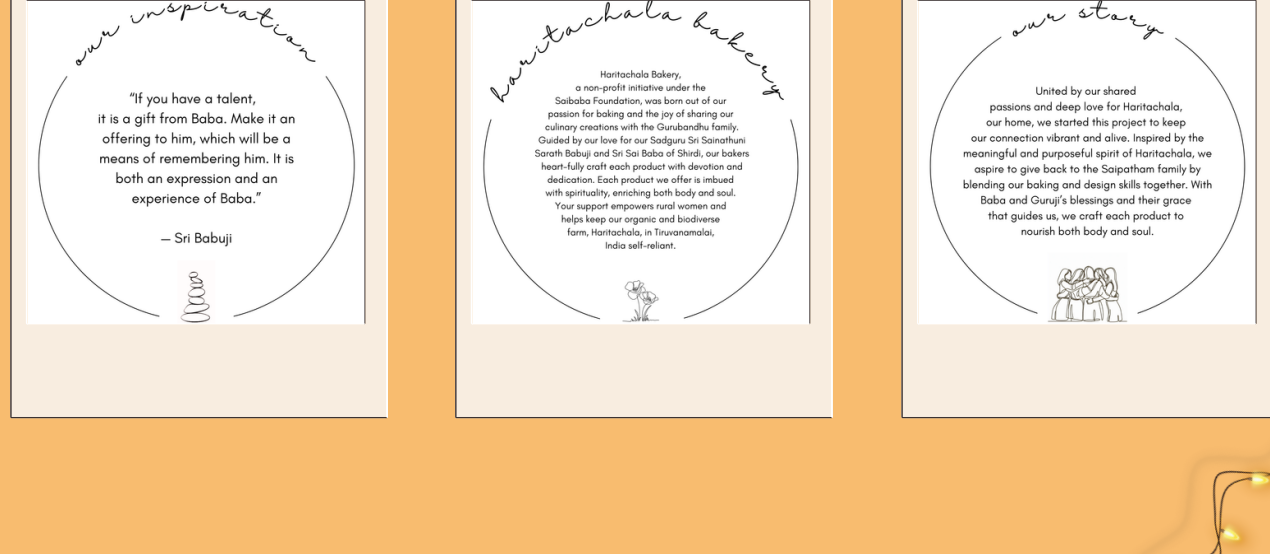 our inspiration
“If you have a talent,
it is a gift from Baba. Make it an
offering to him, which will be a
means of remembering him. It is
both an expression and an
experience of Baba.”
— Sri Babuji
haritachala bakery
Haritachala Bakery,
a non-profit initiative under the
Saibaba Foundation, was born out of our
passion for baking and the joy of sharing our
culinary creations with the Gurubandhu family.
Guided by our love for our Sadguru Sri Sainathuni
Sarath Babuji and Sri Sai Baba of Shirdi, our bakers
heart-fully craft each product with devotion and
dedication. Each product we offer is imbued
with spirituality, enriching both body and soul.
Your support empowers rural women and
helps keep our organic and biodiverse
farm, Haritachala, in Tiruvanamalai,
India self-reliant.
our story
United by our shared
passions and deep love for Haritachala,
our home, we started this project to keep
our connection vibrant and alive. Inspired by the
meaningful and purposeful spirit of Haritachala, we
aspire to give back to the Saipatham family by
blending our baking and design skills together. With
Baba and Guruji’s blessings and their grace
that guides us, we craft each product to
nourish both body and soul.